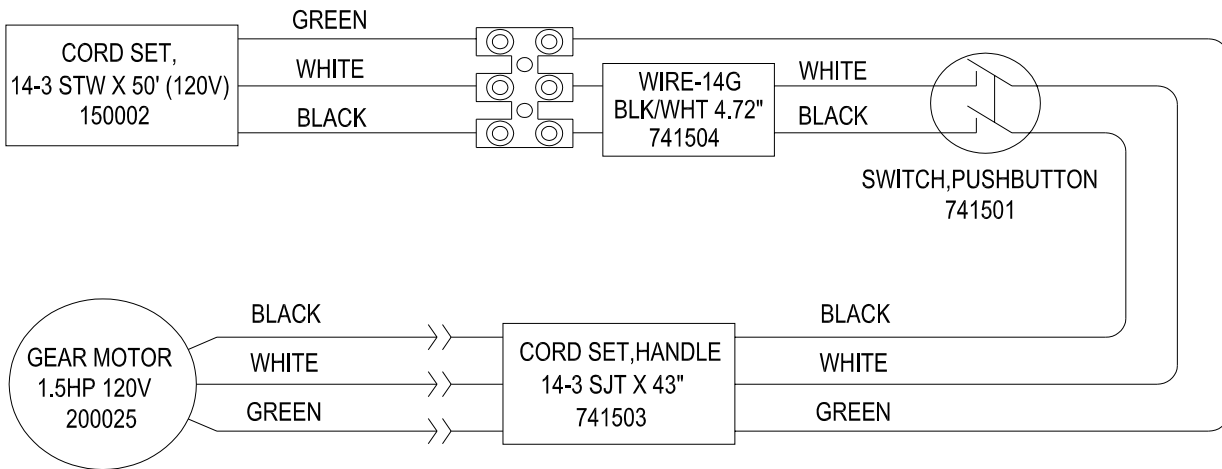 GREEN
CORD SET,
14-3 STW X 50' (120V)
150002
WHITE
BLACK
WIRE-14G
BLK/WHT 4.72"
741504
WHITE
BLACK
SWITCH,PUSHBUTTON
741501
GEAR MOTOR
1.5HP 120V
200025
BLACK
WHITE
GREEN
CORD SET,HANDLE
14-3 SJT X 43"
741503
BLACK
WHITE
GREEN